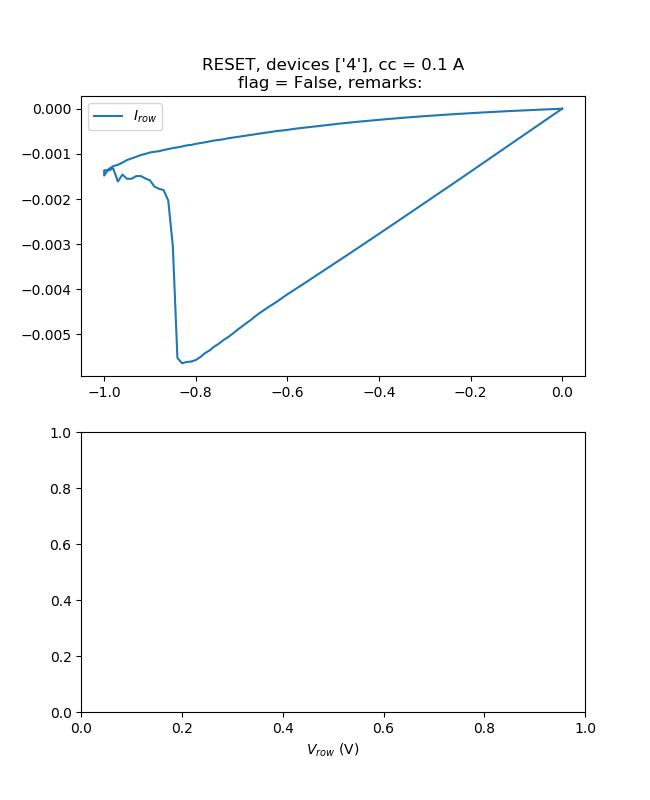 RESET, devices ['4'], cc = 0.1 A
flag = False, remarks:
I_row
0.000
−0.001
−0.002
−0.003
−0.004
−0.005
−1.0 −0.8 −0.6 −0.4 −0.2 0.0
1.0
0.8
0.6
0.4
0.2
0.0
0.0 0.2 0.4 0.6 0.8 1.0
V_row (V)